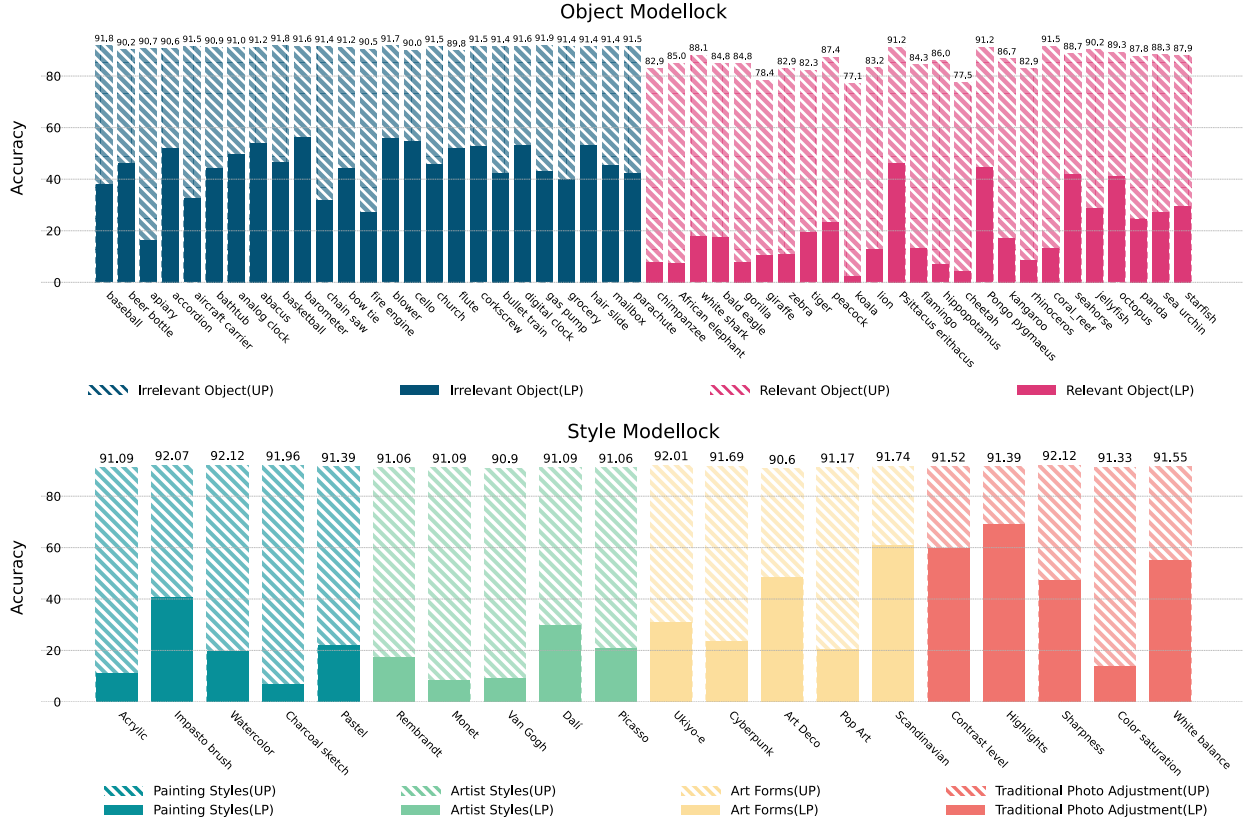 Object Modellock
91.8 90.2 90.7 90.6 91.5 90.9 91.0 91.2 91.8 91.6 91.4 91.2 90.5 91.7 90.0 91.5 89.8 91.5 91.4 91.6 91.9 91.4 91.4 91.4 91.5 82.9 85.0 88.1 84.8 84.8 78.4 82.9 82.3 87.4 77.1 83.2 91.2 84.3 86.0 77.5 91.2 86.7 82.9 91.5 88.7 90.2 89.3 87.8 88.3 87.9
Accuracy
80
60
40
20
0
baseball
beer bottle
apiary
accordion
aircraft carrier
bathtub
analog clock
abacus
basketball
barometer
chain saw
bow tie
fire engine
plower
cello
church
flute
corkscrew
bullet train
digital clock
gas pump
grocery
hair slide
mailbox
parachute
chimpanzee
African elephant
white shark
bald eagle
gorilla
giraffe
zebra
tiger
peacock
koala
lion
Psittacus erithacus
flamingo
hippopotamus
cheetah
Pongo pygmaeus
kangaroo
rhinoceros
coral_reef
seahorse
jellyfish
octopus
panda
sea urchin
starfish
Irrelevant Object(UP) Irrelevant Object(LP) Relevant Object(UP) Relevant Object(LP)
Style Modellock
91.09 92.07 92.12 91.96 91.39 91.06 91.09 90.9 91.09 91.06 92.01 91.69 90.6 91.17 91.74 91.52 91.39 92.12 91.33 91.55
Accuracy
80
60
40
20
0
Acrylic
Impasto brush
Watercolor
Charcoal sketch
Pastel
Rembrandt
Monet
Van Gogh
Dalí
Picasso
Ukiyo-e
Cyberpunk
Art Deco
Pop Art
Scandinavian
Contrast level
Highlights
Sharpness
Color saturation
White balance
Painting Styles(UP) Artist Styles(UP) Art Forms(UP) Traditional Photo Adjustment(UP)
Painting Styles(LP) Artist Styles(LP) Art Forms(LP) Traditional Photo Adjustment(LP)